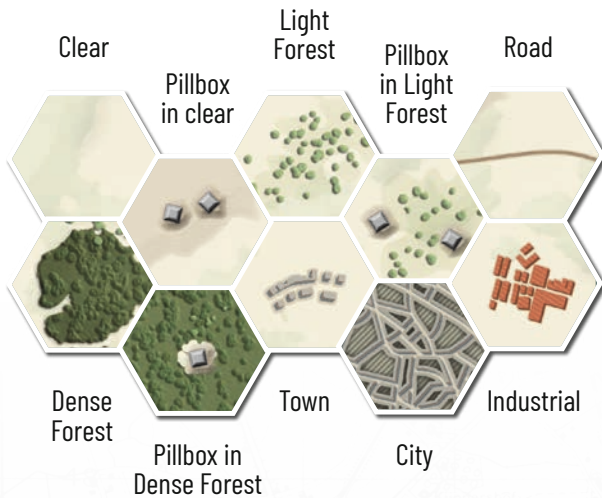 Clear
Pillbox
in clear
Light
Forest
Pillbox
in Light
Forest
Road
Dense
Forest
Pillbox in
Dense Forest
Town
City
Industrial